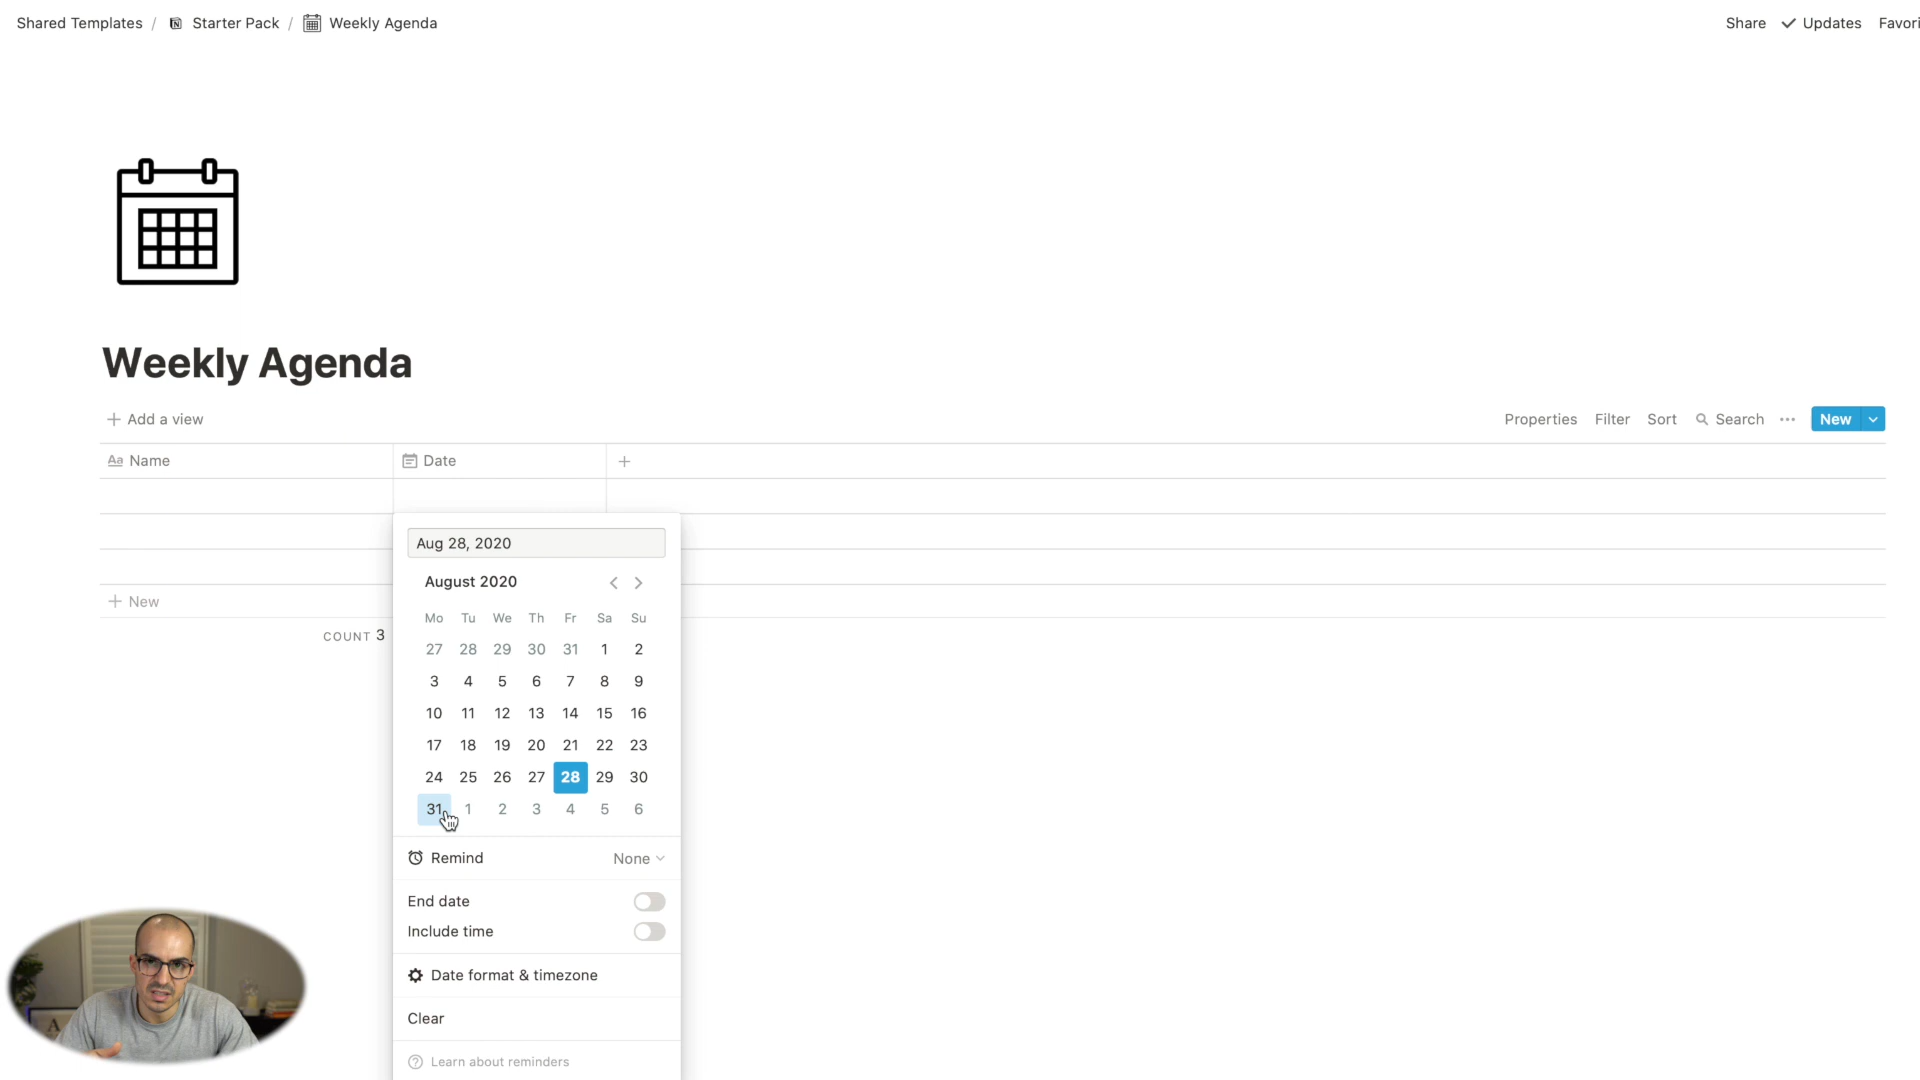 Shared Templates / Starter Pack / Weekly Agenda
Share Updates Favori
Weekly Agenda
Add a view
Properties Filter Sort Search New
Aa Name Date
Aug 28, 2020
August 2020
Mo Tu We Th Fr Sa Su
27 28 29 30 31 1 2
3 4 5 6 7 8 9
10 11 12 13 14 15 16
17 18 19 20 21 22 23
24 25 26 27 28 29 30
31 1 2 3 4 5 6
New
COUNT 3
Remind None
End date
Include time
Date format & timezone
Clear
Learn about reminders
A